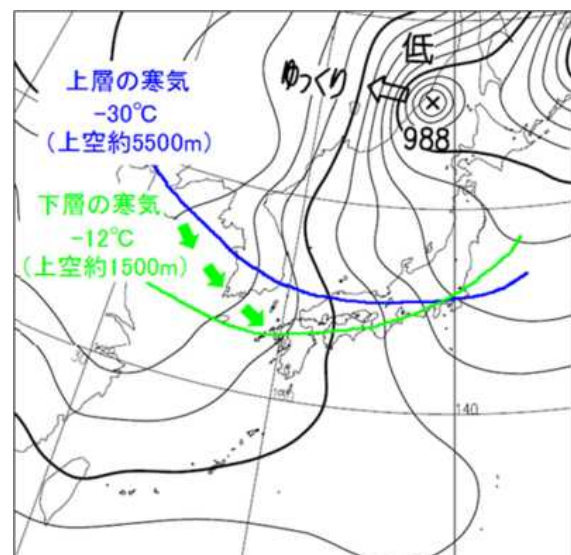 低
ゆっくり
988
上層の寒気
-30℃
(上空約5500m)
下層の寒気
-12℃
(上空約1500m)
140